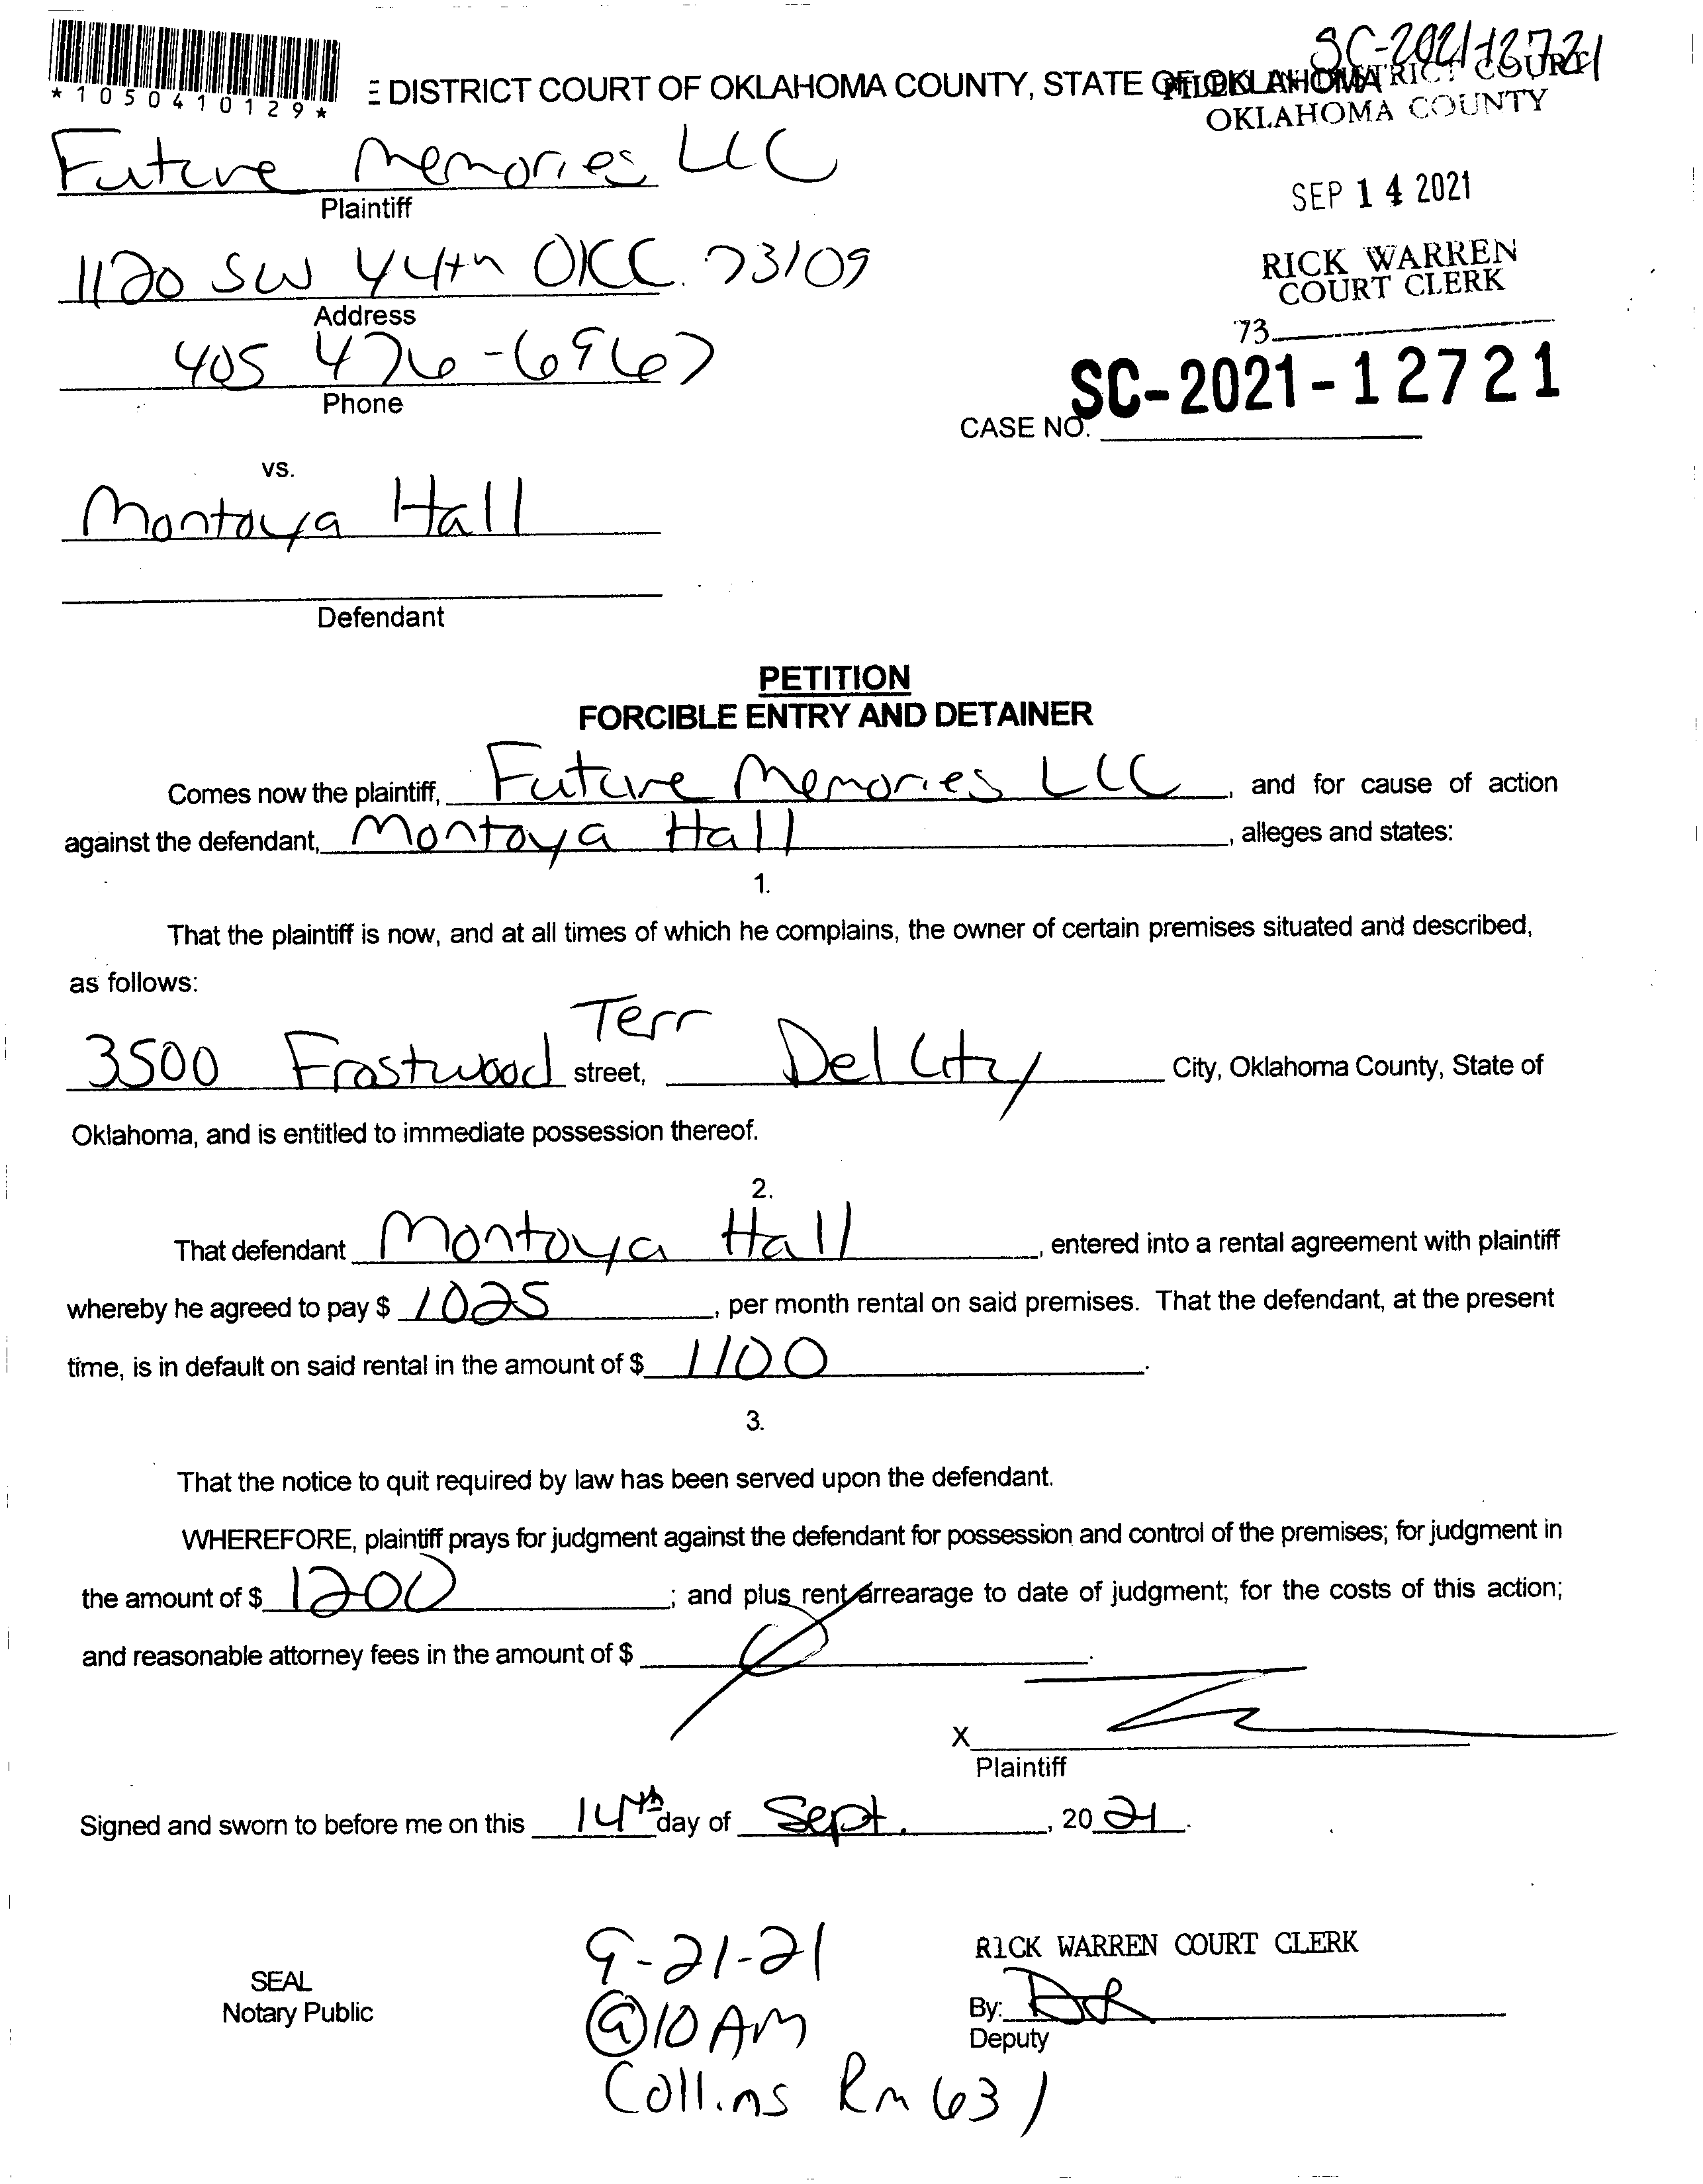 SC-2021-12721
*1050410129*
E DISTRICT COURT OF OKLAHOMA COUNTY, STATE OF OKLAHOMA
FILED IN DISTRICT COURT
OKLAHOMA COUNTY
Future Memories LLC
Plaintiff
SEP 14 2021
1120 SW 44th OKC. 73109
Address
RICK WARREN
COURT CLERK
405 476-6967
Phone
73
SC-2021-12721
CASE NO.
vs.
Montoya Hall
Defendant
PETITION
FORCIBLE ENTRY AND DETAINER
Comes now the plaintiff, Future Memories LLC, and for cause of action
against the defendant, Montoya Hall, alleges and states:
1.
That the plaintiff is now, and at all times of which he complains, the owner of certain premises situated and described,
as follows:
Terr
3500 Frostwood street, Del City City, Oklahoma County, State of
Oklahoma, and is entitled to immediate possession thereof.
2.
That defendant Montoya Hall, entered into a rental agreement with plaintiff
whereby he agreed to pay $ 1025, per month rental on said premises. That the defendant, at the present
time, is in default on said rental in the amount of $ 1100.
3.
That the notice to quit required by law has been served upon the defendant.
WHEREFORE, plaintiff prays for judgment against the defendant for possession and control of the premises; for judgment in
the amount of $ 1200; and plus rent arrearage to date of judgment; for the costs of this action;
and reasonable attorney fees in the amount of $ 0.
X
Plaintiff
Signed and sworn to before me on this 14th day of Sept., 20 21.
9-21-21
@10 AM
Collins Rm 631
SEAL
Notary Public
RICK WARREN COURT CLERK
By:
Deputy